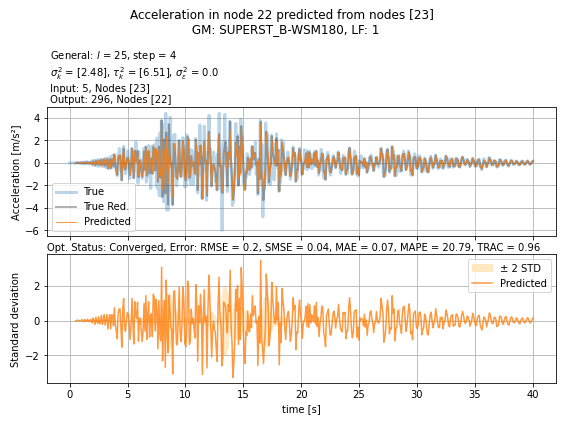 Acceleration in node 22 predicted from nodes [23]
GM: SUPERST_B-WSM180, LF: 1
General: l = 25, step = 4
σ²ₖ = [2.48], τ²ₖ = [6.51], σ²ᵣ = 0.0
Input: 5, Nodes [23]
Output: 296, Nodes [22]
Acceleration [m/s²]
4
2
0
−2
−4
−6
True
True Red.
Predicted
Opt. Status: Converged, Error: RMSE = 0.2, SMSE = 0.04, MAE = 0.07, MAPE = 20.79, TRAC = 0.96
Standard deviation
2
0
−2
± 2 STD
Predicted
0 5 10 15 20 25 30 35 40
time [s]